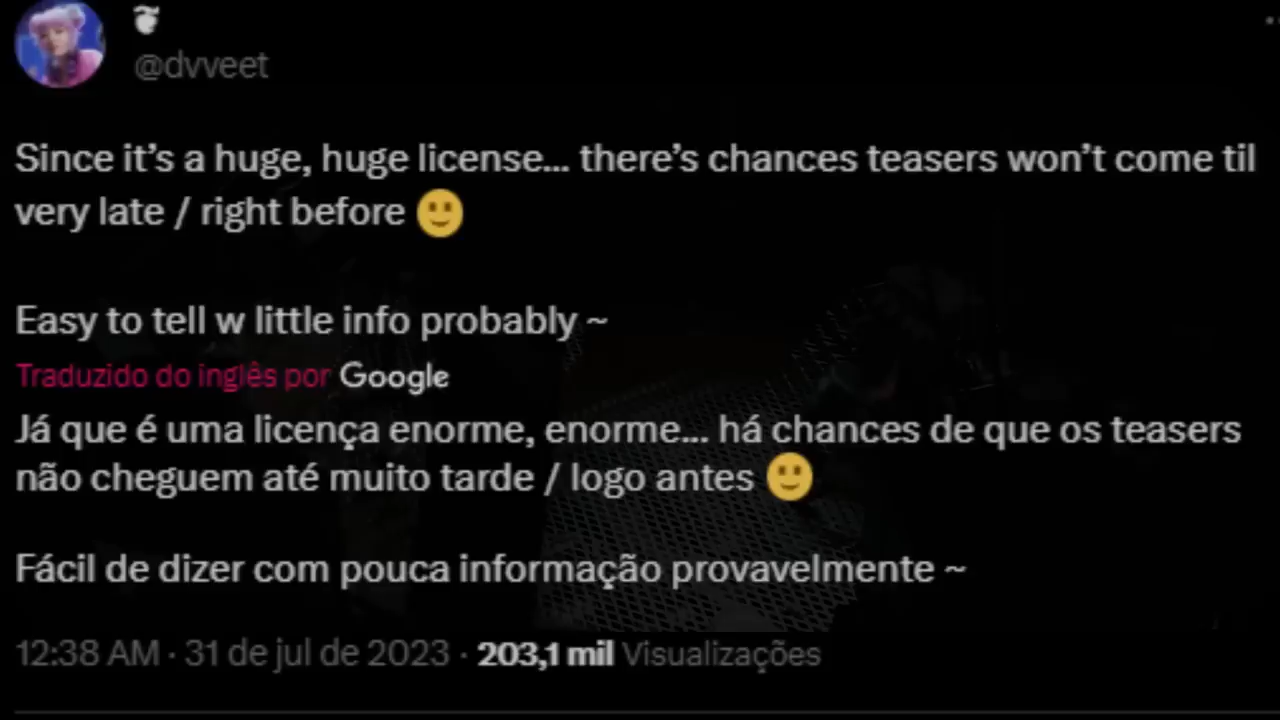 @dvveet
Since it’s a huge, huge license... there’s chances teasers won’t come til
very late / right before 🙂
Easy to tell w little info probably ~
Traduzido do inglês por Google
Já que é uma licença enorme, enorme... há chances de que os teasers
não cheguem até muito tarde / logo antes 🙂
Fácil de dizer com pouca informação provavelmente ~
12:38 AM · 31 de jul de 2023 · 203,1 mil Visualizações